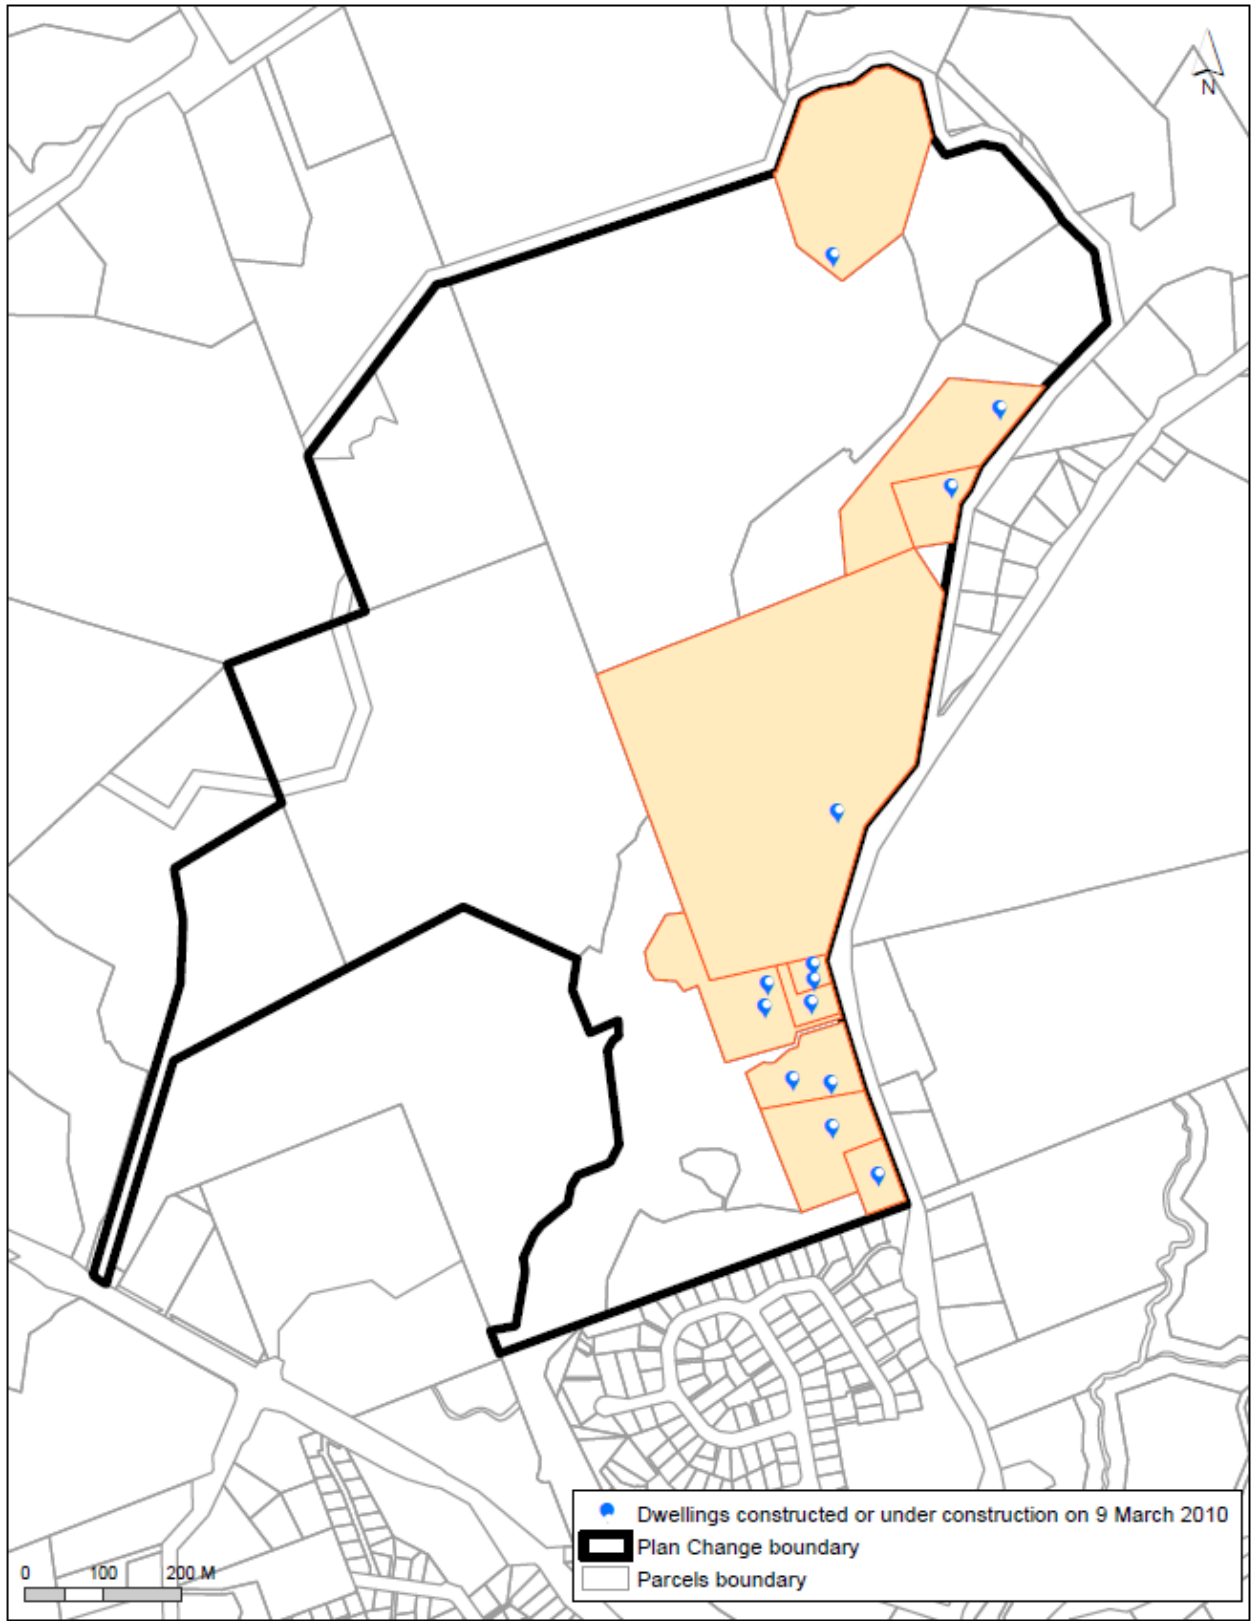 N
Dwellings constructed or under construction on 9 March 2010
Plan Change boundary
Parcels boundary
0 100 200 M